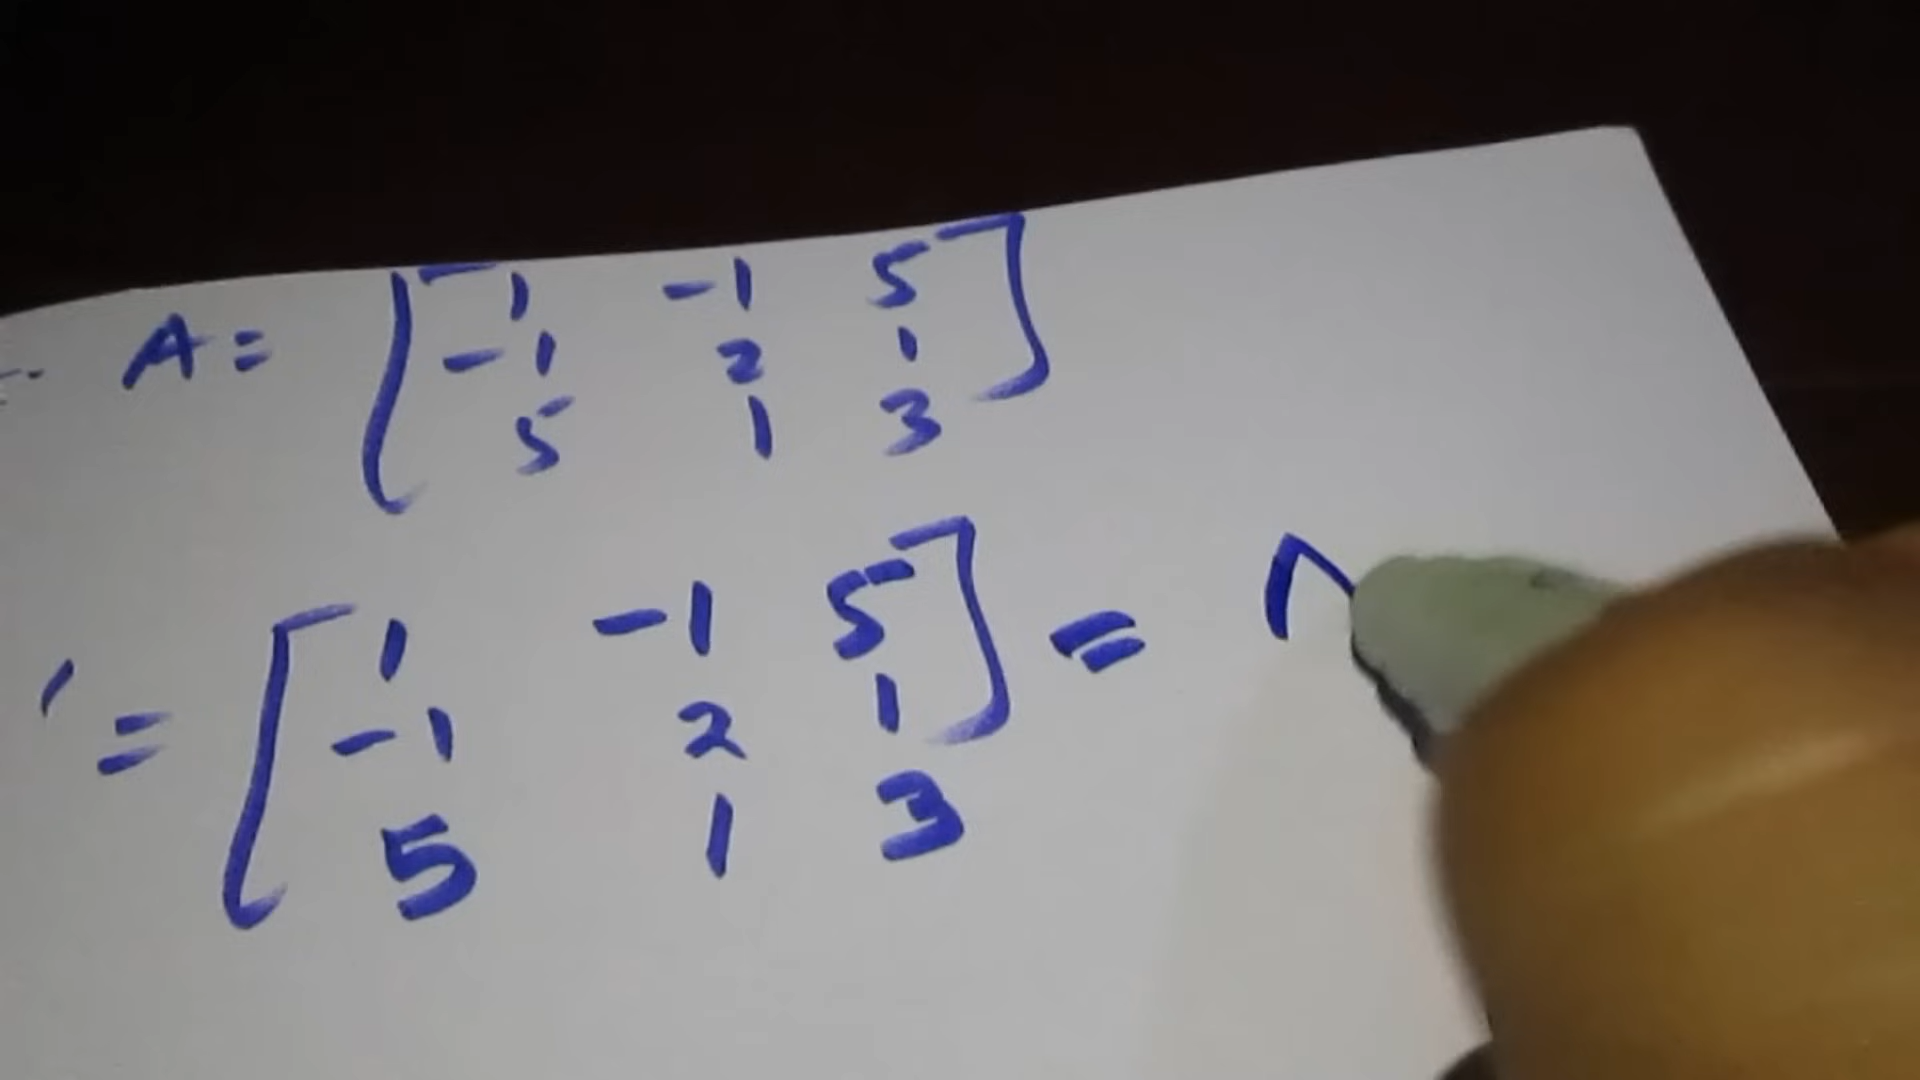 A = [ 1 -1 5 ]
-1 2 1
5 1 3
' = [ 1 -1 5 ] =
-1 2 1
5 1 3